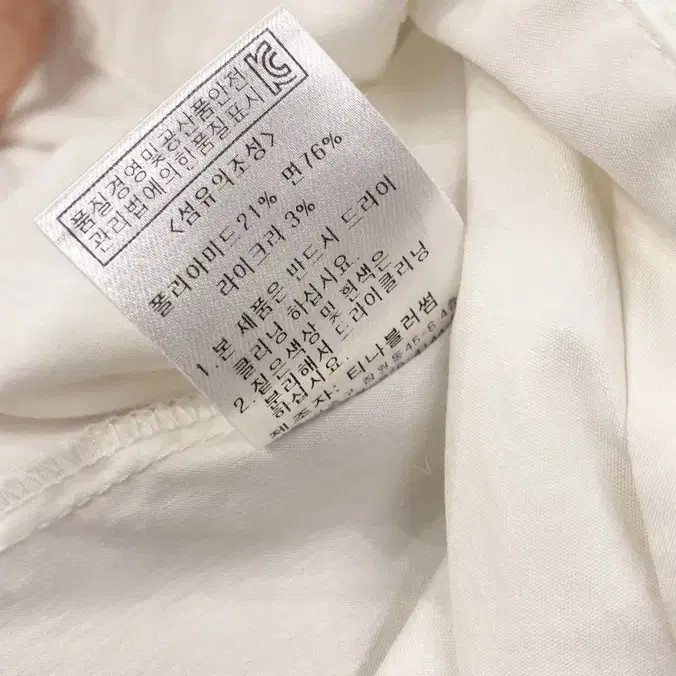 품질경영및공산품안전
관리법에의한품질표시
<섬유의조성>
폴리아미드 21% 면76%
라이크라 3%
1. 본 제품은 반드시 드라이
클리닝 하십시요.
2. 짙은색상 및 흰색은
분리해서 드라이클리닝
하십시요.
제 조 자: 티나블러썸